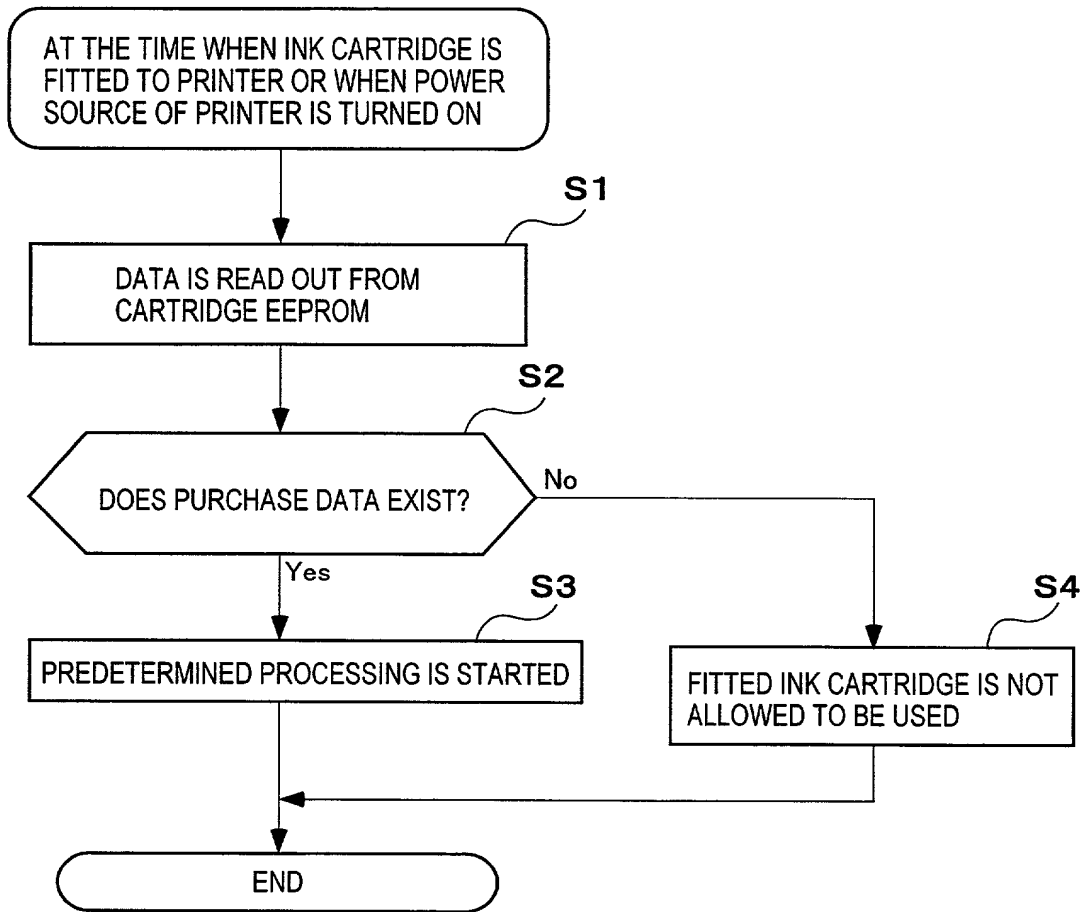 AT THE TIME WHEN INK CARTRIDGE IS
FITTED TO PRINTER OR WHEN POWER
SOURCE OF PRINTER IS TURNED ON
S1
DATA IS READ OUT FROM
CARTRIDGE EEPROM
S2
DOES PURCHASE DATA EXIST?
No
Yes
S3
PREDETERMINED PROCESSING IS STARTED
S4
FITTED INK CARTRIDGE IS NOT
ALLOWED TO BE USED
END